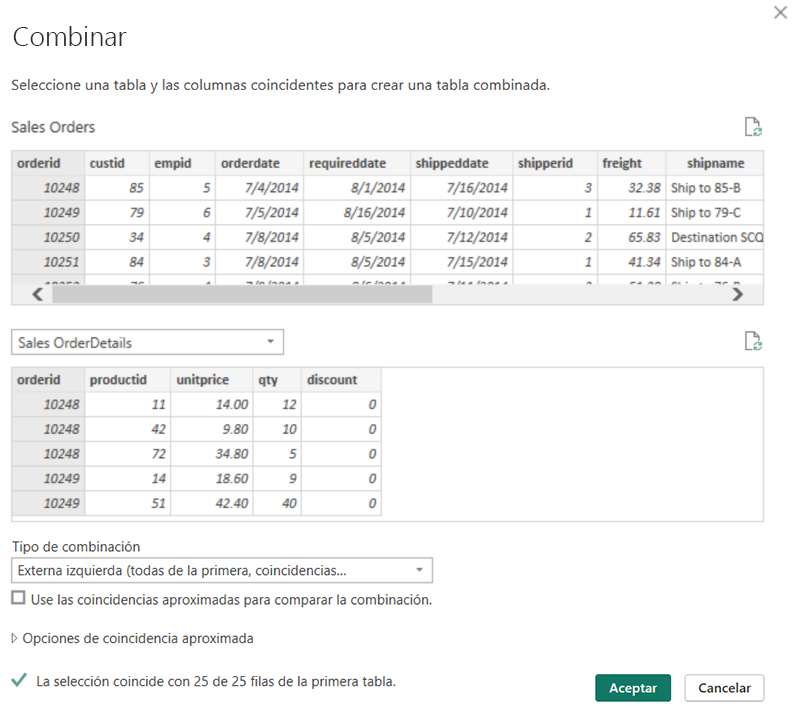 Combinar
Seleccione una tabla y las columnas coincidentes para crear una tabla combinada.
Sales Orders
orderid custid empid orderdate requireddate shippeddate shipperid freight shipname
10248 85 5 7/4/2014 8/1/2014 7/16/2014 3 32.38 Ship to 85-B
10249 79 6 7/5/2014 8/16/2014 7/10/2014 1 11.61 Ship to 79-C
10250 34 4 7/8/2014 8/5/2014 7/12/2014 2 65.83 Destination SCQ
10251 84 3 7/8/2014 8/5/2014 7/15/2014 1 41.34 Ship to 84-A
Sales OrderDetails
orderid productid unitprice qty discount
10248 11 14.00 12 0
10248 42 9.80 10 0
10248 72 34.80 5 0
10249 14 18.60 9 0
10249 51 42.40 40 0
Tipo de combinación
Externa izquierda (todas de la primera, coincidencias...
Use las coincidencias aproximadas para comparar la combinación.
Opciones de coincidencia aproximada
La selección coincide con 25 de 25 filas de la primera tabla.
Aceptar Cancelar